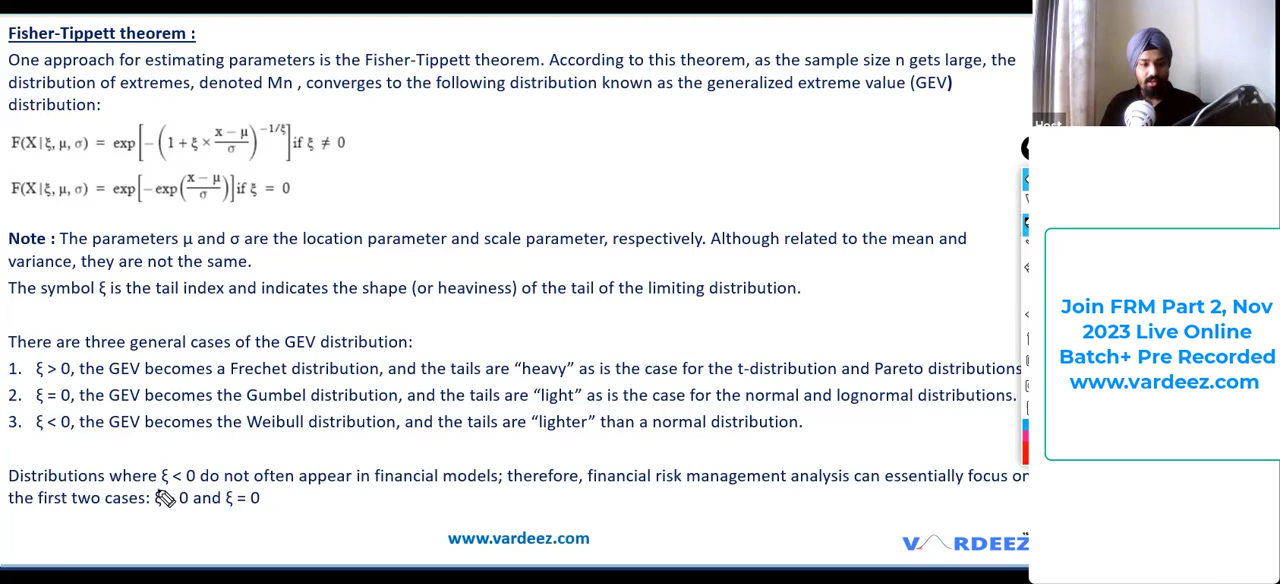 Fisher-Tippett theorem :
One approach for estimating parameters is the Fisher-Tippett theorem. According to this theorem, as the sample size n gets large, the
distribution of extremes, denoted Mn , converges to the following distribution known as the generalized extreme value (GEV)
distribution:
F(X|ξ, μ, σ) = exp[−(1 + ξ × (x − μ)/σ)^(−1/ξ)] if ξ ≠ 0
F(X|ξ, μ, σ) = exp[−exp((x − μ)/σ)] if ξ = 0
Note : The parameters μ and σ are the location parameter and scale parameter, respectively. Although related to the mean and
variance, they are not the same.
The symbol ξ is the tail index and indicates the shape (or heaviness) of the tail of the limiting distribution.
There are three general cases of the GEV distribution:
1. ξ > 0, the GEV becomes a Frechet distribution, and the tails are “heavy” as is the case for the t-distribution and Pareto distributions
2. ξ = 0, the GEV becomes the Gumbel distribution, and the tails are “light” as is the case for the normal and lognormal distributions.
3. ξ < 0, the GEV becomes the Weibull distribution, and the tails are “lighter” than a normal distribution.
Distributions where ξ < 0 do not often appear in financial models; therefore, financial risk management analysis can essentially focus on
the first two cases: ξ 0 and ξ = 0
www.vardeez.com
VARDEEZ
Host
Join FRM Part 2, Nov
2023 Live Online
Batch+ Pre Recorded
www.vardeez.com